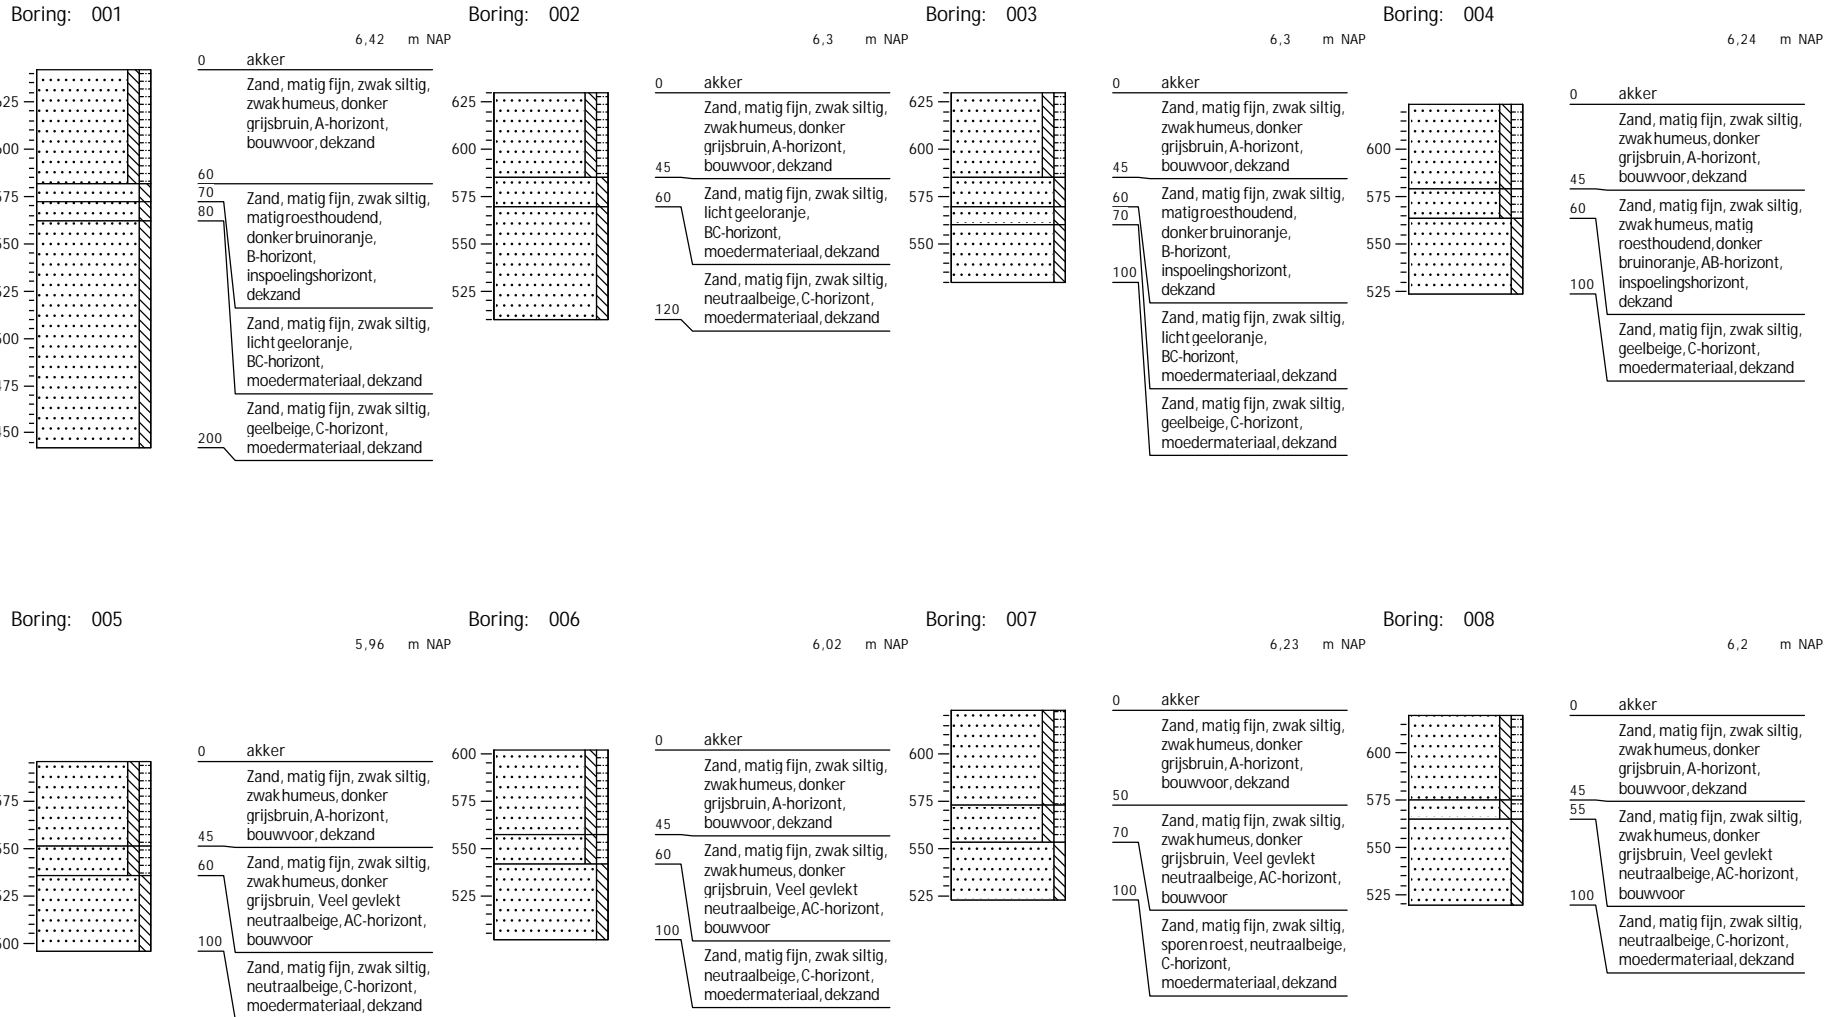 Boring: 001
6,42 m NAP
0 akker
Zand, matig fijn, zwak siltig,
zwak humeus, donker
grijsbruin, A-horizont,
bouwvoor, dekzand
60
70
80
Zand, matig fijn, zwak siltig,
matig roesthoudend,
donker bruinoranje,
B-horizont,
inspoelingshorizont,
dekzand
Zand, matig fijn, zwak siltig,
licht geeloranje,
BC-horizont,
moedermateriaal, dekzand
Zand, matig fijn, zwak siltig,
geelbeige, C-horizont,
moedermateriaal, dekzand
200
Boring: 002
6,3 m NAP
625
600
575
550
525
0 akker
Zand, matig fijn, zwak siltig,
zwak humeus, donker
grijsbruin, A-horizont,
bouwvoor, dekzand
45
60
Zand, matig fijn, zwak siltig,
licht geeloranje,
BC-horizont,
moedermateriaal, dekzand
Zand, matig fijn, zwak siltig,
neutraalbeige, C-horizont,
moedermateriaal, dekzand
120
Boring: 003
6,3 m NAP
625
600
575
550
0 akker
Zand, matig fijn, zwak siltig,
zwak humeus, donker
grijsbruin, A-horizont,
bouwvoor, dekzand
45
60
70
100
Zand, matig fijn, zwak siltig,
matig roesthoudend,
donker bruinoranje,
B-horizont,
inspoelingshorizont,
dekzand
Zand, matig fijn, zwak siltig,
licht geeloranje,
BC-horizont,
moedermateriaal, dekzand
Zand, matig fijn, zwak siltig,
geelbeige, C-horizont,
moedermateriaal, dekzand
Boring: 004
6,24 m NAP
600
575
550
525
0 akker
Zand, matig fijn, zwak siltig,
zwak humeus, donker
grijsbruin, A-horizont,
bouwvoor, dekzand
45
60
100
Zand, matig fijn, zwak siltig,
zwak humeus, matig
roesthoudend, donker
bruinoranje, AB-horizont,
inspoelingshorizont,
dekzand
Zand, matig fijn, zwak siltig,
geelbeige, C-horizont,
moedermateriaal, dekzand
Boring: 005
5,96 m NAP
0 akker
Zand, matig fijn, zwak siltig,
zwak humeus, donker
grijsbruin, A-horizont,
bouwvoor, dekzand
45
60
100
Zand, matig fijn, zwak siltig,
zwak humeus, donker
grijsbruin, Veel gevlekt
neutraalbeige, AC-horizont,
bouwvoor
Zand, matig fijn, zwak siltig,
neutraalbeige, C-horizont,
moedermateriaal, dekzand
Boring: 006
6,02 m NAP
600
575
550
525
0 akker
Zand, matig fijn, zwak siltig,
zwak humeus, donker
grijsbruin, A-horizont,
bouwvoor, dekzand
45
60
100
Zand, matig fijn, zwak siltig,
zwak humeus, donker
grijsbruin, Veel gevlekt
neutraalbeige, AC-horizont,
bouwvoor
Zand, matig fijn, zwak siltig,
neutraalbeige, C-horizont,
moedermateriaal, dekzand
Boring: 007
6,23 m NAP
600
575
550
525
0 akker
Zand, matig fijn, zwak siltig,
zwak humeus, donker
grijsbruin, A-horizont,
bouwvoor, dekzand
50
70
100
Zand, matig fijn, zwak siltig,
zwak humeus, donker
grijsbruin, Veel gevlekt
neutraalbeige, AC-horizont,
bouwvoor
Zand, matig fijn, zwak siltig,
sporen roest, neutraalbeige,
C-horizont,
moedermateriaal, dekzand
Boring: 008
6,2 m NAP
600
575
550
525
0 akker
Zand, matig fijn, zwak siltig,
zwak humeus, donker
grijsbruin, A-horizont,
bouwvoor, dekzand
45
55
100
Zand, matig fijn, zwak siltig,
zwak humeus, donker
grijsbruin, Veel gevlekt
neutraalbeige, AC-horizont,
bouwvoor
Zand, matig fijn, zwak siltig,
neutraalbeige, C-horizont,
moedermateriaal, dekzand